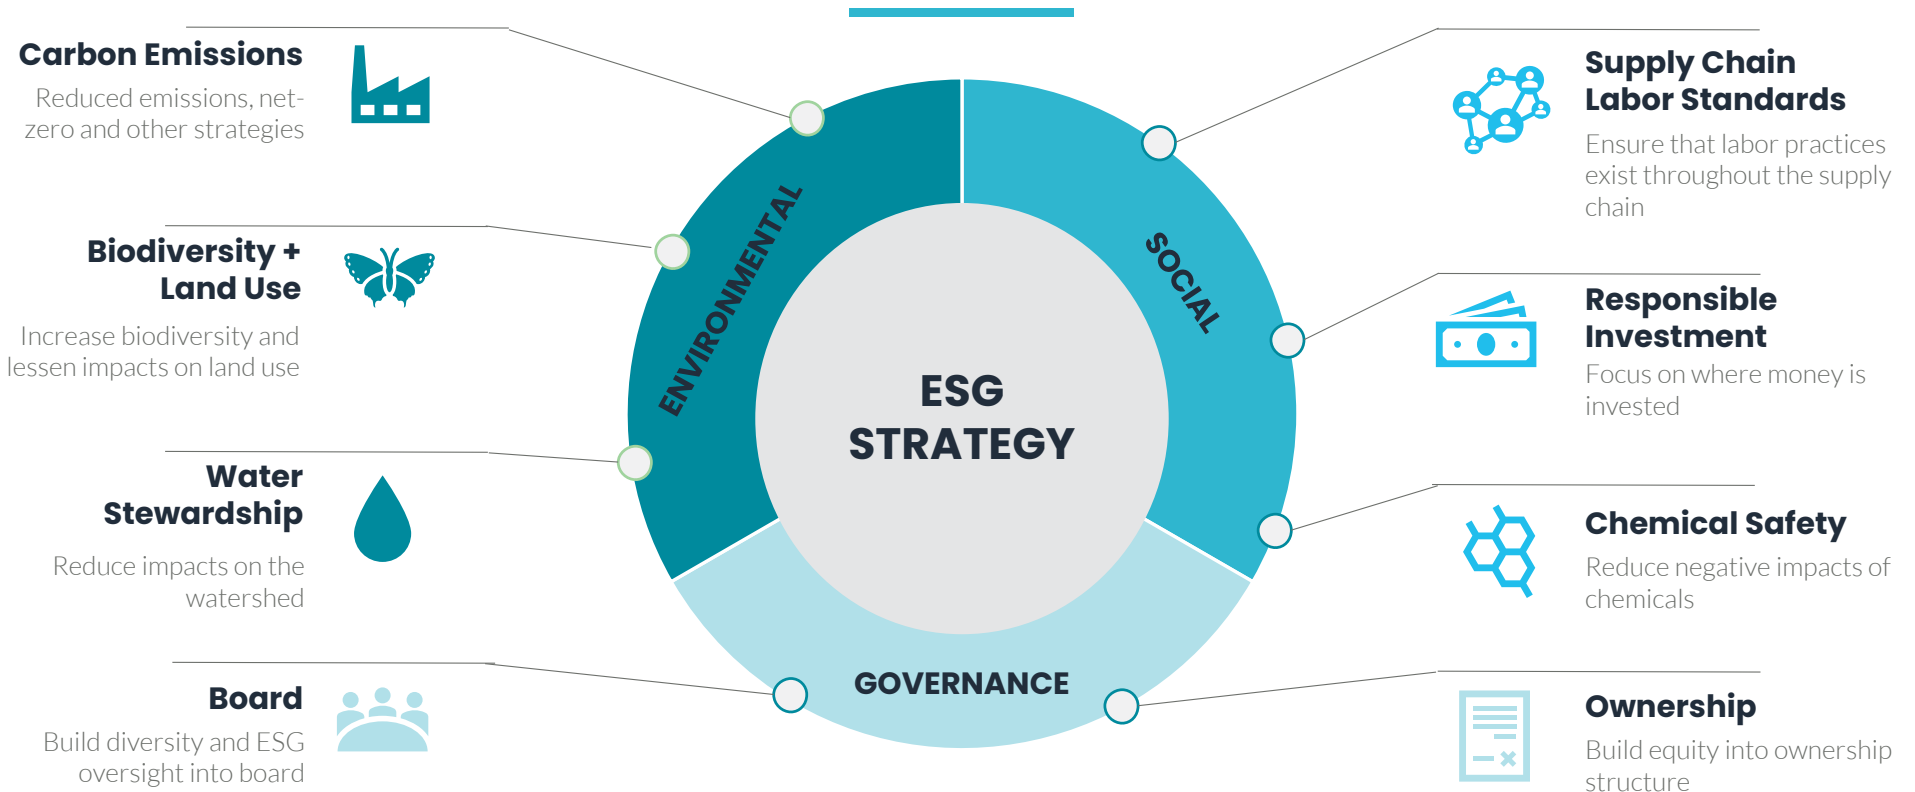 Carbon Emissions
Reduced emissions, net-
zero and other strategies
Biodiversity +
Land Use
Increase biodiversity and
lessen impacts on land use
Water
Stewardship
Reduce impacts on the
watershed
Board
Build diversity and ESG
oversight into board
ENVIRONMENTAL
SOCIAL
ESG
STRATEGY
GOVERNANCE
Supply Chain
Labor Standards
Ensure that labor practices
exist throughout the supply
chain
Responsible
Investment
Focus on where money is
invested
Chemical Safety
Reduce negative impacts of
chemicals
Ownership
Build equity into ownership
structure